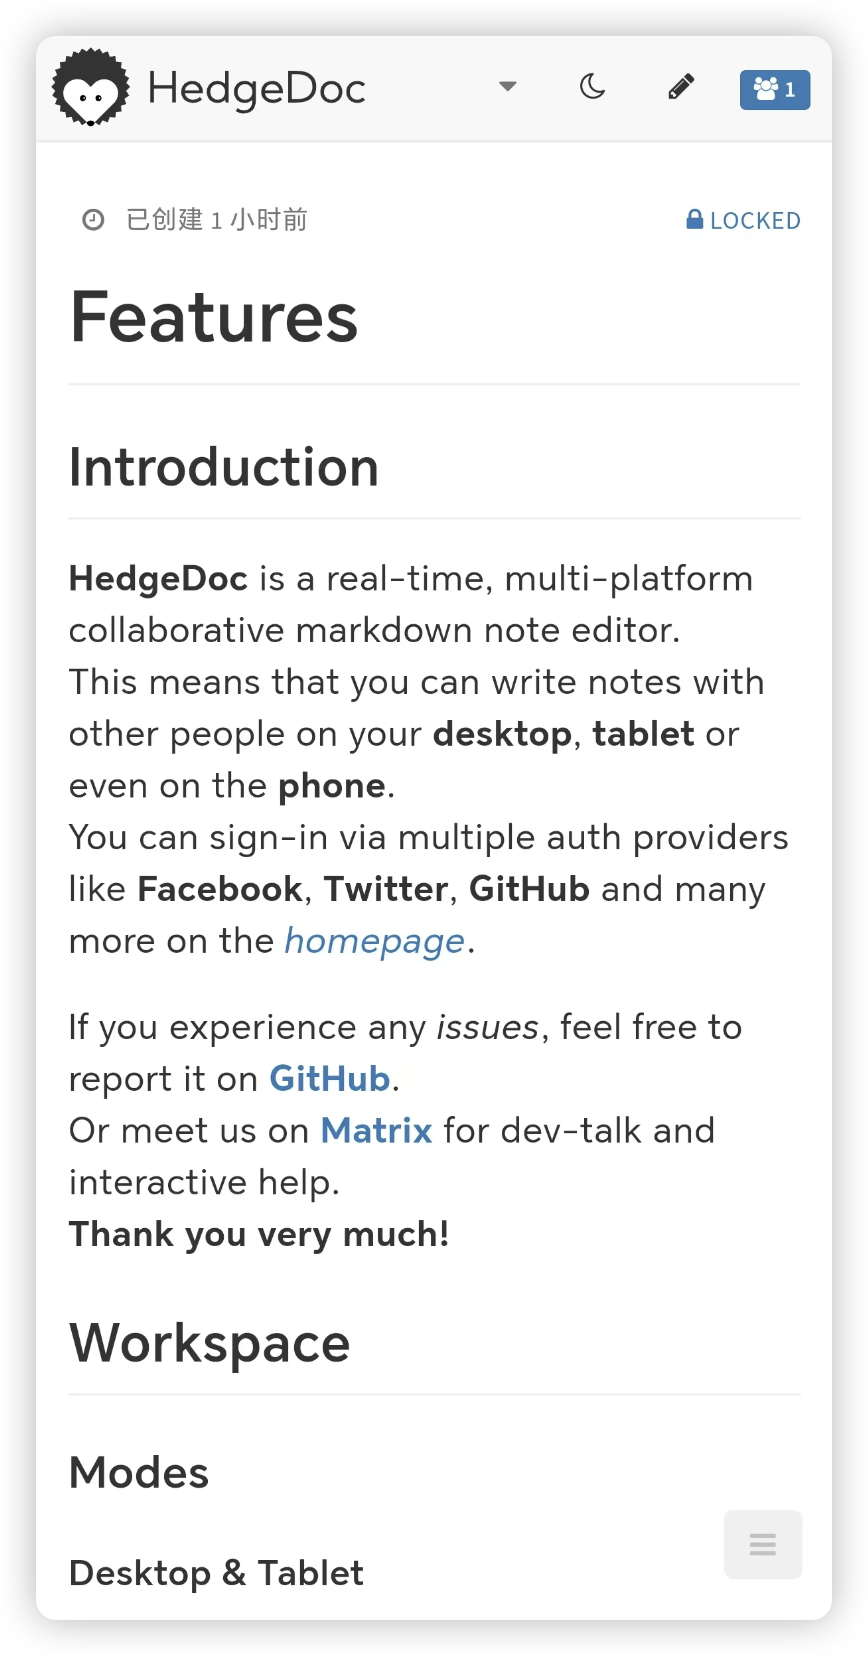 HedgeDoc
1
已创建 1 小时前
LOCKED
Features
Introduction
HedgeDoc is a real-time, multi-platform
collaborative markdown note editor.
This means that you can write notes with
other people on your desktop, tablet or
even on the phone.
You can sign-in via multiple auth providers
like Facebook, Twitter, GitHub and many
more on the homepage.
If you experience any issues, feel free to
report it on GitHub.
Or meet us on Matrix for dev-talk and
interactive help.
Thank you very much!
Workspace
Modes
Desktop & Tablet